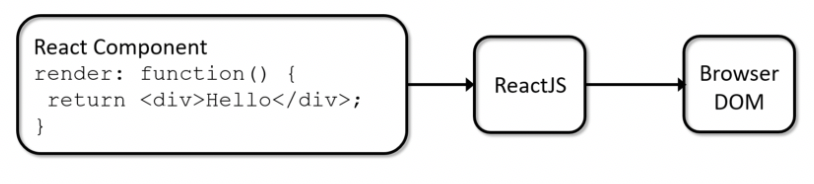 React Component
render: function() {
 return <div>Hello</div>;
}
ReactJS
Browser
DOM